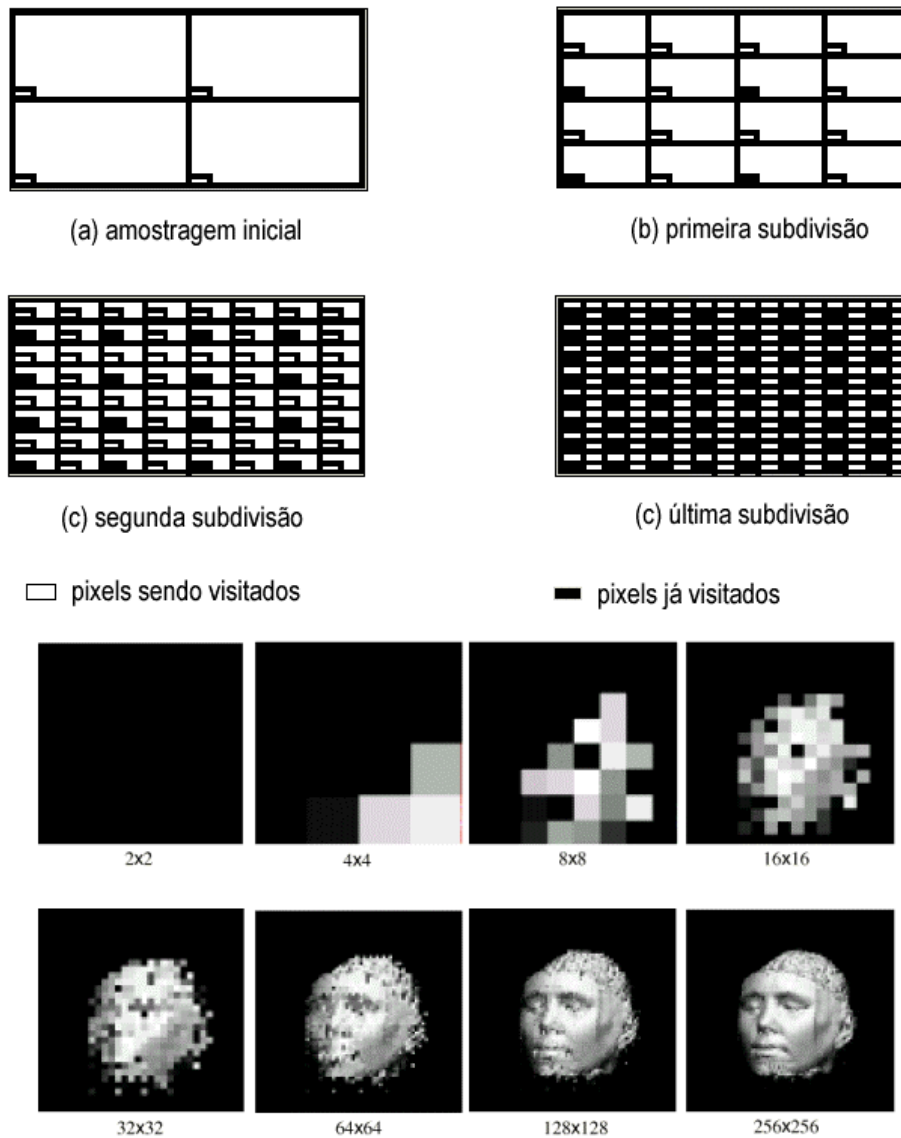 (a) amostragem inicial
(b) primeira subdivisão
(c) segunda subdivisão
(c) última subdivisão
pixels sendo visitados
pixels já visitados
2x2
4x4
8x8
16x16
32x32
64x64
128x128
256x256